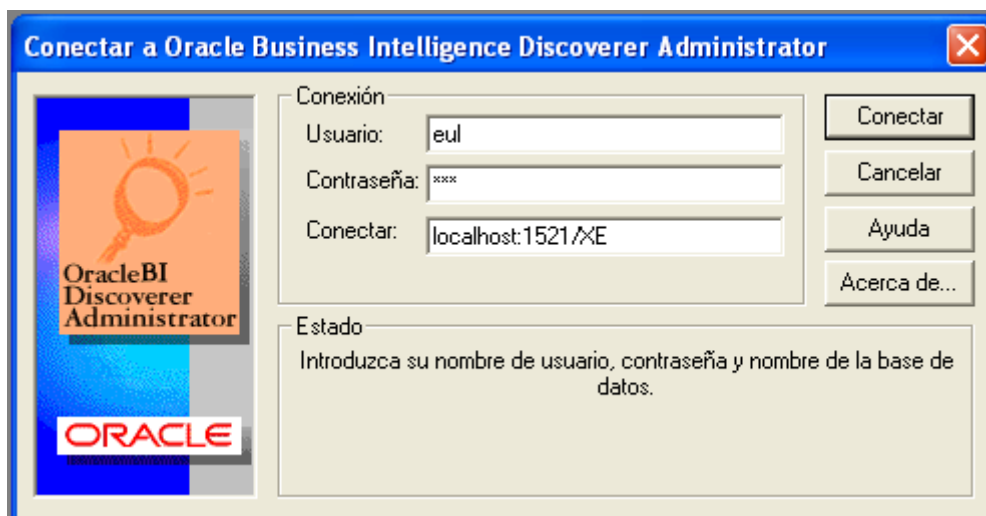 Conectar a Oracle Business Intelligence Discoverer Administrator
Conexión
Usuario:
eul
Contraseña:
×××
Conectar:
localhost:1521/XE
Conectar
Cancelar
Ayuda
Acerca de...
OracleBI
Discoverer
Administrator
ORACLE
Estado
Introduzca su nombre de usuario, contraseña y nombre de la base de
datos.